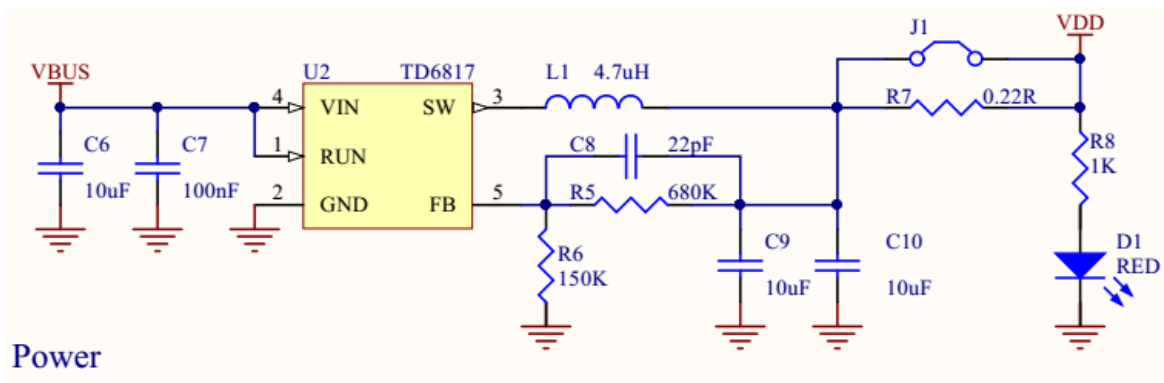 J1
VDD
VBUS
U2
TD6817
L1
4.7uH
4
VIN
SW
3
R7
0.22R
C6
C7
1
RUN
C8
22pF
R8
1K
10uF
100nF
2
GND
FB
5
R5
680K
R6
150K
C9
10uF
C10
10uF
D1
RED
Power